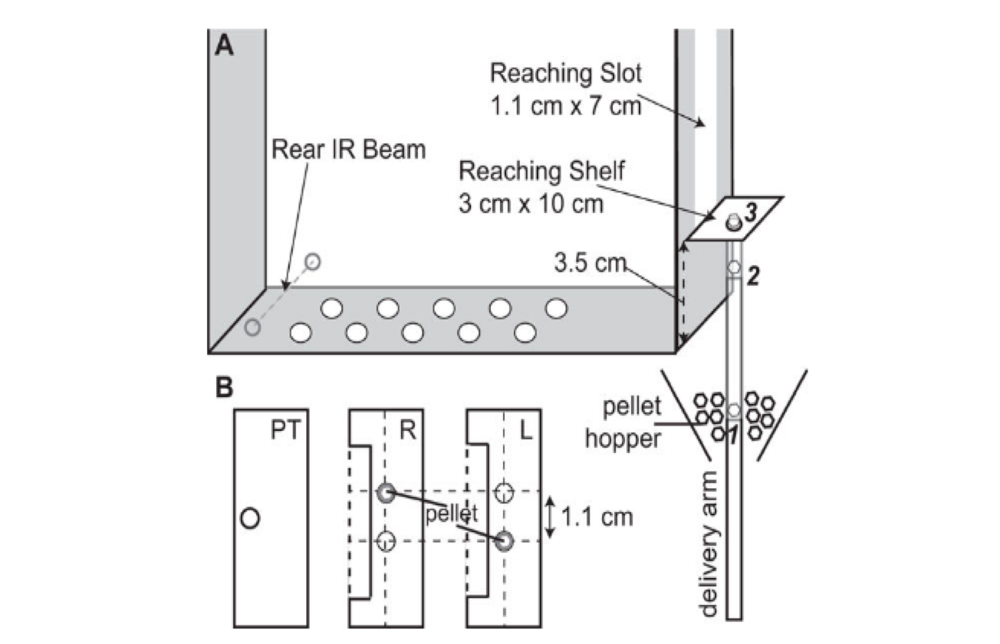 A
Reaching Slot
1.1 cm x 7 cm
Rear IR Beam
Reaching Shelf
3 cm x 10 cm
3
3.5 cm
2
B
PT
R
L
pellet
hopper
1
pellet
1.1 cm
delivery arm